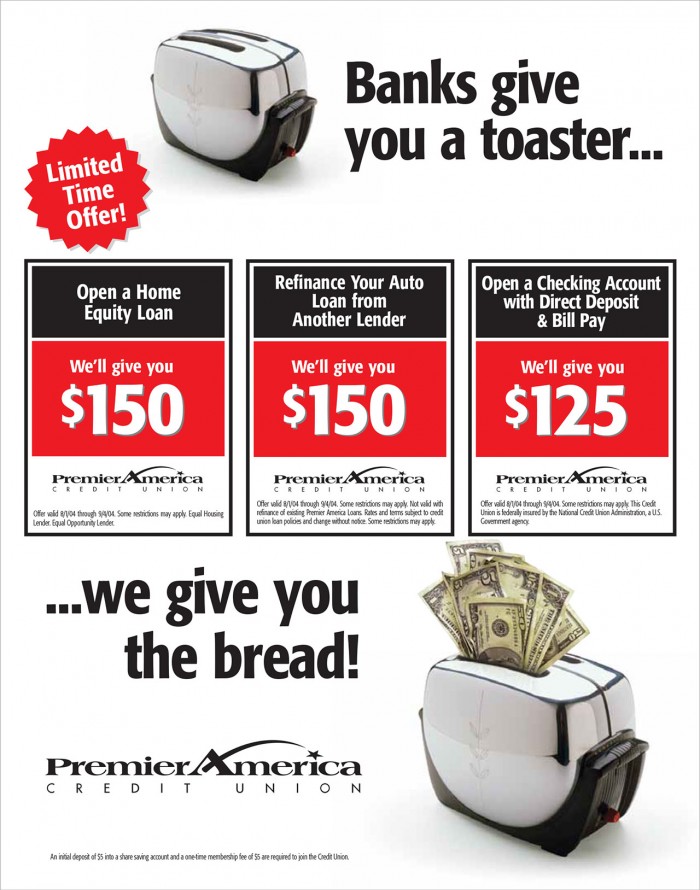 Banks give
you a toaster...
Limited
Time
Offer!
Open a Home
Equity Loan
We'll give you
$150
Premier America
CREDIT UNION
Offer valid 8/1/04 through 9/4/04. Some restrictions may apply. Equal Housing
Lender. Equal Opportunity Lender.
Refinance Your Auto
Loan from
Another Lender
We'll give you
$150
Premier America
CREDIT UNION
Offer valid 8/1/04 through 9/4/04. Some restrictions may apply. Not valid with
refinance of existing Premier America Loans. Rates and terms subject to credit
union loan policies and change without notice. Some restrictions may apply.
Open a Checking Account
with Direct Deposit
& Bill Pay
We'll give you
$125
Premier America
CREDIT UNION
Offer valid 8/1/04 through 9/4/04. Some restrictions may apply. This Credit
Union is federally insured by the National Credit Union Administration, a U.S.
Government agency.
...we give you
the bread!
Premier America
CREDIT UNION
An initial deposit of $5 into a share saving account and a one-time membership fee of $5 are required to join the Credit Union.